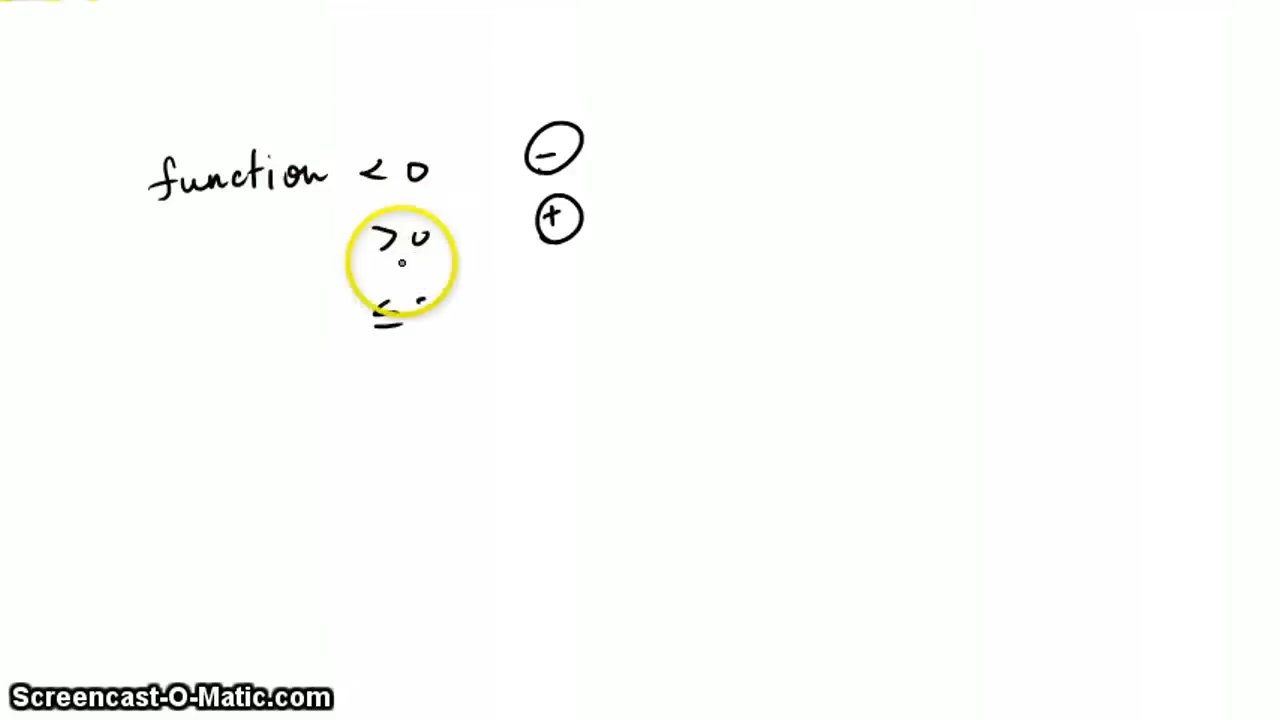 function < 0 -
> 0 +
≤
Screencast-O-Matic.com